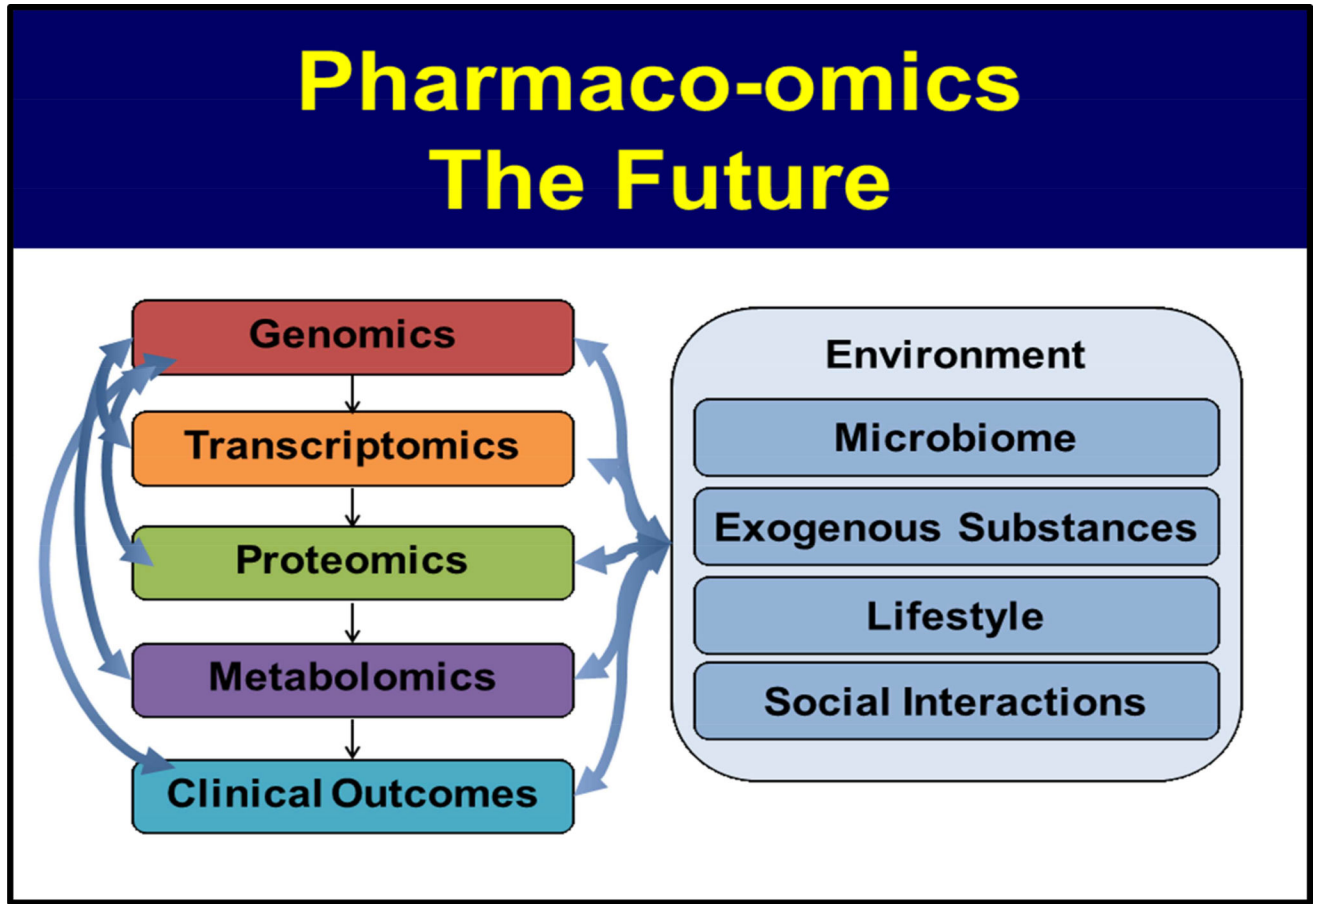 Pharmaco-omics
The Future
Genomics
Transcriptomics
Proteomics
Metabolomics
Clinical Outcomes
Environment
Microbiome
Exogenous Substances
Lifestyle
Social Interactions